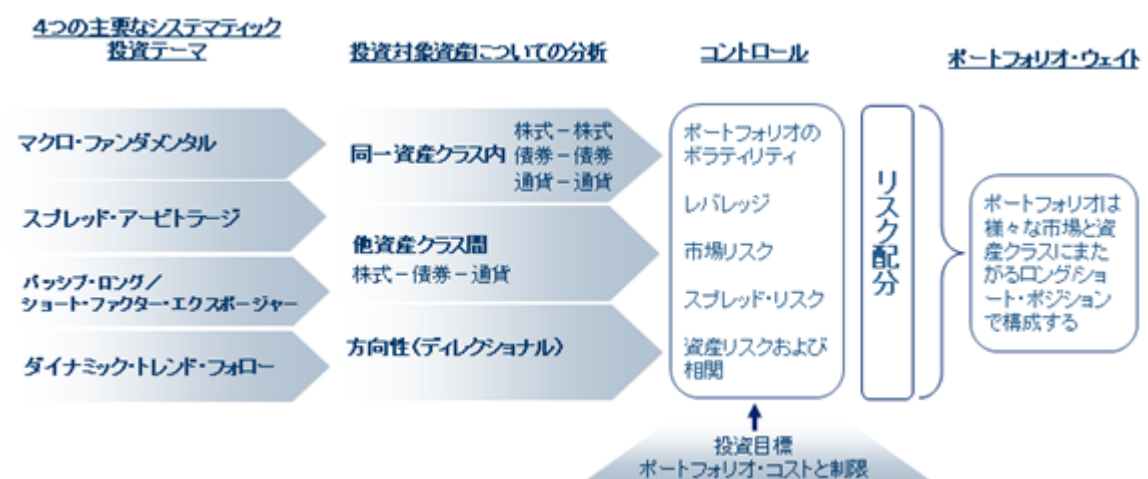 4つの主要なシステマティック
投資テーマ
マクロ・ファンダメンタル
スプレッド・アービトラージ
パッシブ・ロング／
ショート・ファクター・エクスポージャー
ダイナミック・トレンド・フォロー
投資対象資産についての分析
同一資産クラス内
株式－株式
債券－債券
通貨－通貨
他資産クラス間
株式－債券－通貨
方向性（ディレクショナル）
コントロール
ポートフォリオの
ボラティリティ
レバレッジ
市場リスク
スプレッド・リスク
資産リスクおよび
相関
投資目標
ポートフォリオ・コストと制限
リスク配分
ポートフォリオ・ウェイト
ポートフォリオは
様々な市場と資
産クラスにまた
がるロング/ショ
ート・ポジション
で構成する